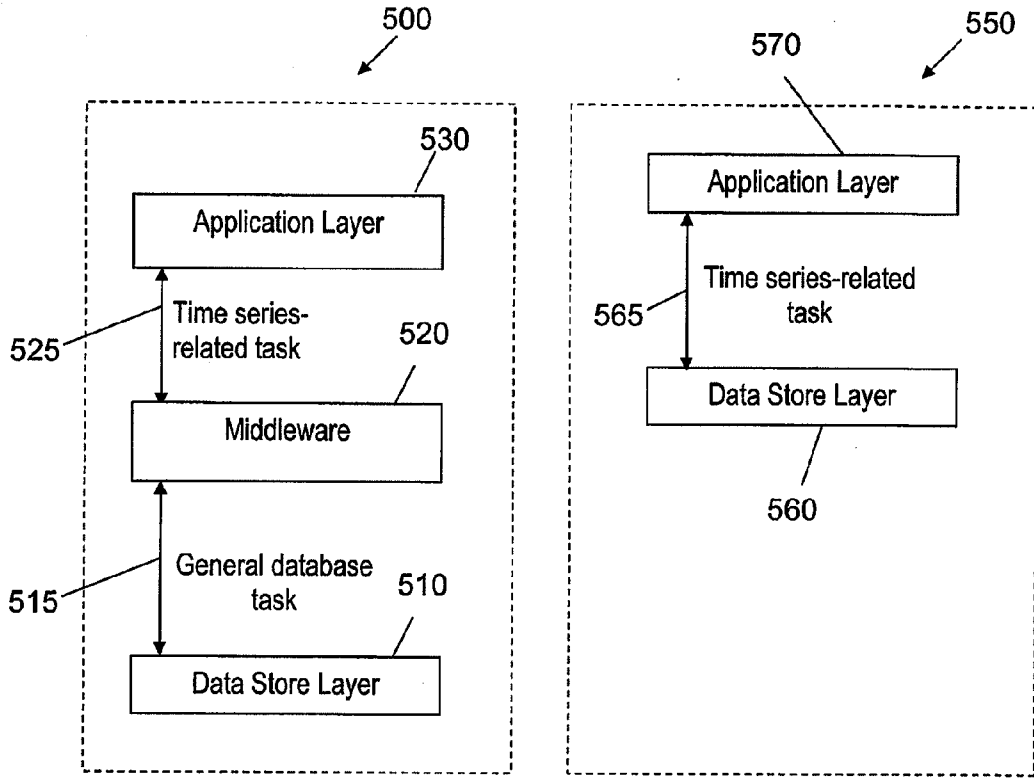 500
530
Application Layer
Time series-
related task
525
520
Middleware
General database
task
515
510
Data Store Layer
550
570
Application Layer
Time series-related
task
565
Data Store Layer
560